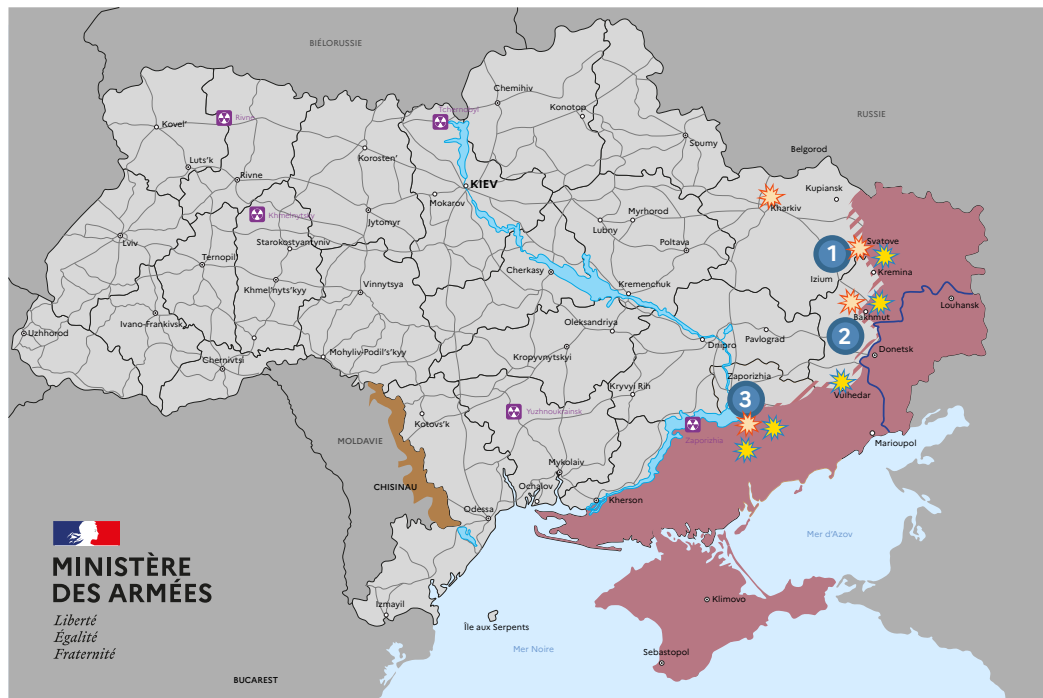 BIÉLORUSSIE
RUSSIE
Chernihiv
Tchernobyl
Konotop
Rivne
Kovel'
Soumy
Belgorod
Luts'k
Korosten'
Rivne
KIEV
Kupiansk
Mokarov
Kharkiv
Khmelnytsky
Jytomyr
Myrhorod
Lubny
Lviv
Starokostyantyniv
Poltava
Svatove
1
Ternopil
Izium
Kremina
Cherkasy
Khmel'nyts'kyy
Vinnytsya
Kremenchuk
Louhansk
Ivano-Frankivsk
Oleksandriya
Bakhmut
Uzhhorod
2
Pavlograd
Dnipro
Mohyliv-Podil's'kyy
Kropyvnytskyi
Donetsk
Chernivtsi
Zaporizhia
Kryvyi Rih
Vulhedar
3
Yuzhnoukrainsk
Kotovs'k
MOLDAVIE
Zaporizhia
Marioupol
Mykolaiv
CHISINAU
Ochalov
Kherson
Odessa
Mer d'Azov
MINISTÈRE
DES ARMÉES
Liberté
Égalité
Fraternité
Izmayil
Klimovo
Île aux Serpents
Mer Noire
Sebastopol
BUCAREST